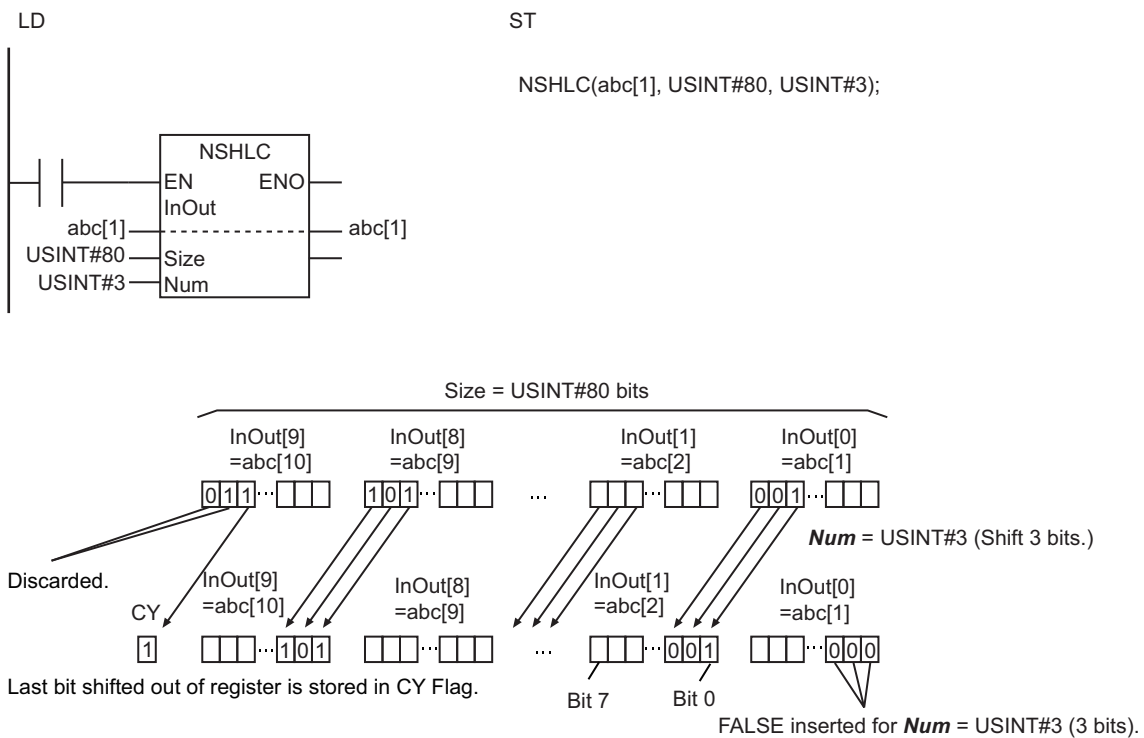 LD
ST
NSHLC(abc[1], USINT#80, USINT#3);
NSHLC
EN ENO
InOut
abc[1] abc[1]
USINT#80 Size
USINT#3 Num
Size = USINT#80 bits
InOut[9] InOut[8] InOut[1] InOut[0]
=abc[10] =abc[9] =abc[2] =abc[1]
0 1 1 ... 1 0 1 ... ... ... 0 0 1 ...
Num = USINT#3 (Shift 3 bits.)
Discarded.
InOut[9] InOut[8] InOut[1] InOut[0]
=abc[10] =abc[9] =abc[2] =abc[1]
CY
1 ... 1 0 1 ... ... ... 0 0 1 ... 0 0 0
Last bit shifted out of register is stored in CY Flag.
Bit 7 Bit 0
FALSE inserted for Num = USINT#3 (3 bits).